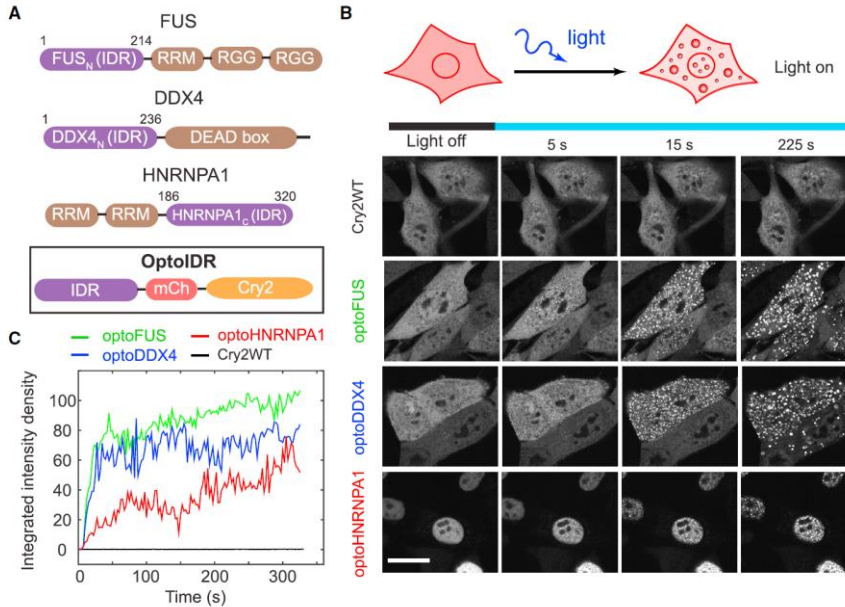 A
FUS
1 214
FUSN (IDR) RRM RGG RGG
DDX4
1 236
DDX4N (IDR) DEAD box
HNRNPA1
186 320
RRM RRM HNRNPA1C (IDR)
OptoIDR
IDR mCh Cry2
B
light
Light on
Light off 5 s 15 s 225 s
Cry2WT
optoFUS
optoDDX4
optoHNRNPA1
C
optoFUS optoHNRNPA1
optoDDX4 Cry2WT
Integrated intensity density
100
80
60
40
20
0
0 100 200 300
Time (s)